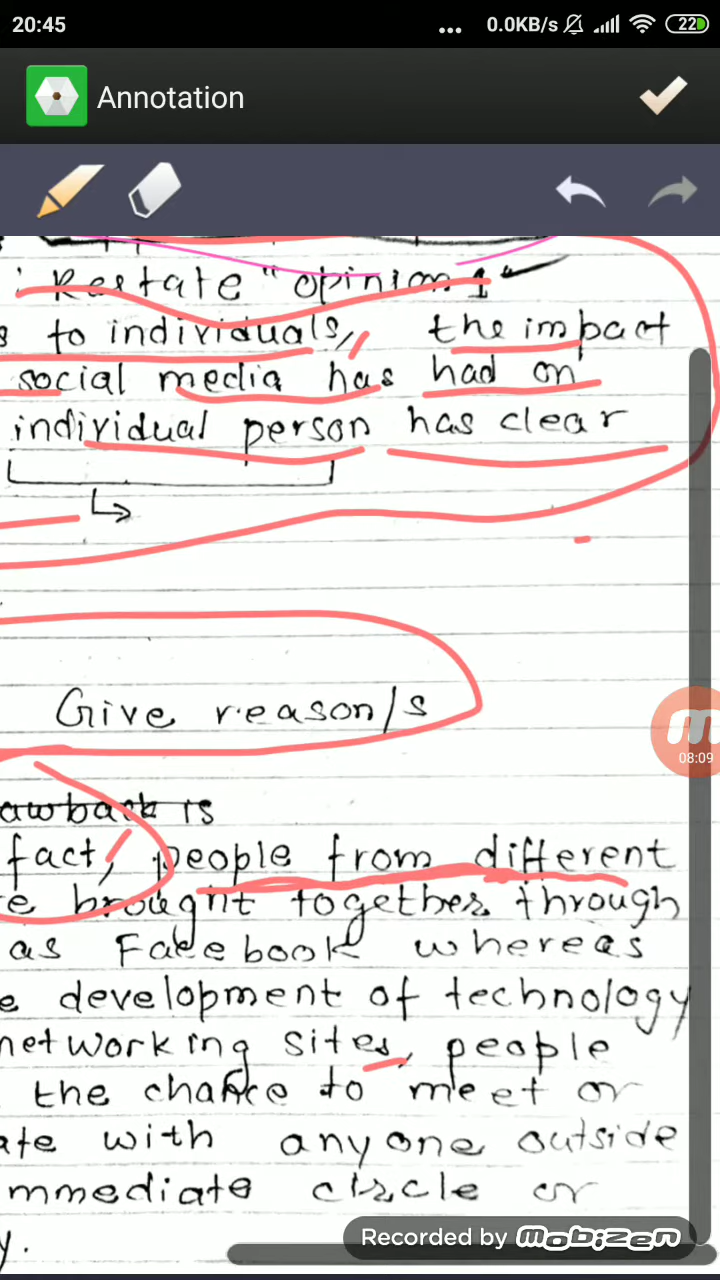 20:45
... 0.0KB/s 22
Annotation
: Restate "opinion 1"
s to individuals, the impact
social media has had on
individual person has clear
Give reason/s
awback is
fact, people from different
e brought together through
as Facebook whereas
e development of technology
networking sites, people
the chance to meet or
ate with anyone outside
mmediate circle or
y.
m
08:09
Recorded by mobizen